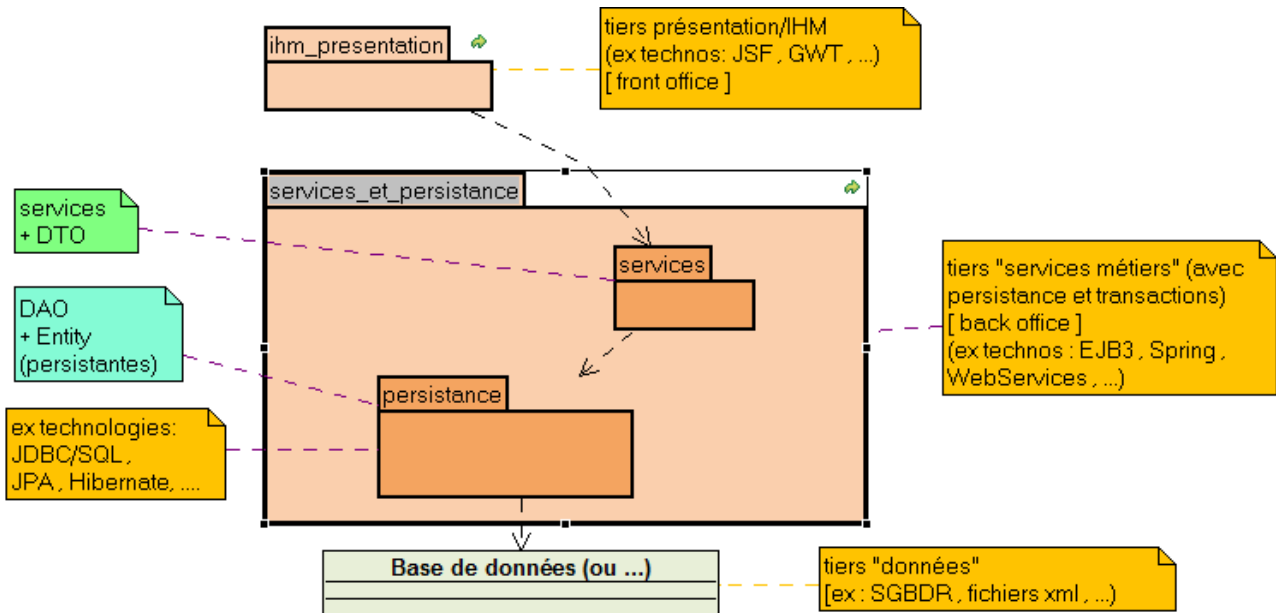 ihm_presentation
tiers présentation/IHM
(ex technos: JSF , GWT , ...)
[ front office ]
services_et_persistance
services
+ DTO
services
tiers "services métiers" (avec
persistance et transactions)
[ back office ]
(ex technos : EJB3 , Spring ,
WebServices , ...)
DAO
+ Entity
(persistantes)
persistance
ex technologies:
JDBC/SQL ,
JPA , Hibernate, ....
Base de données (ou ...)
tiers "données"
[ex : SGBDR , fichiers xml , ...)